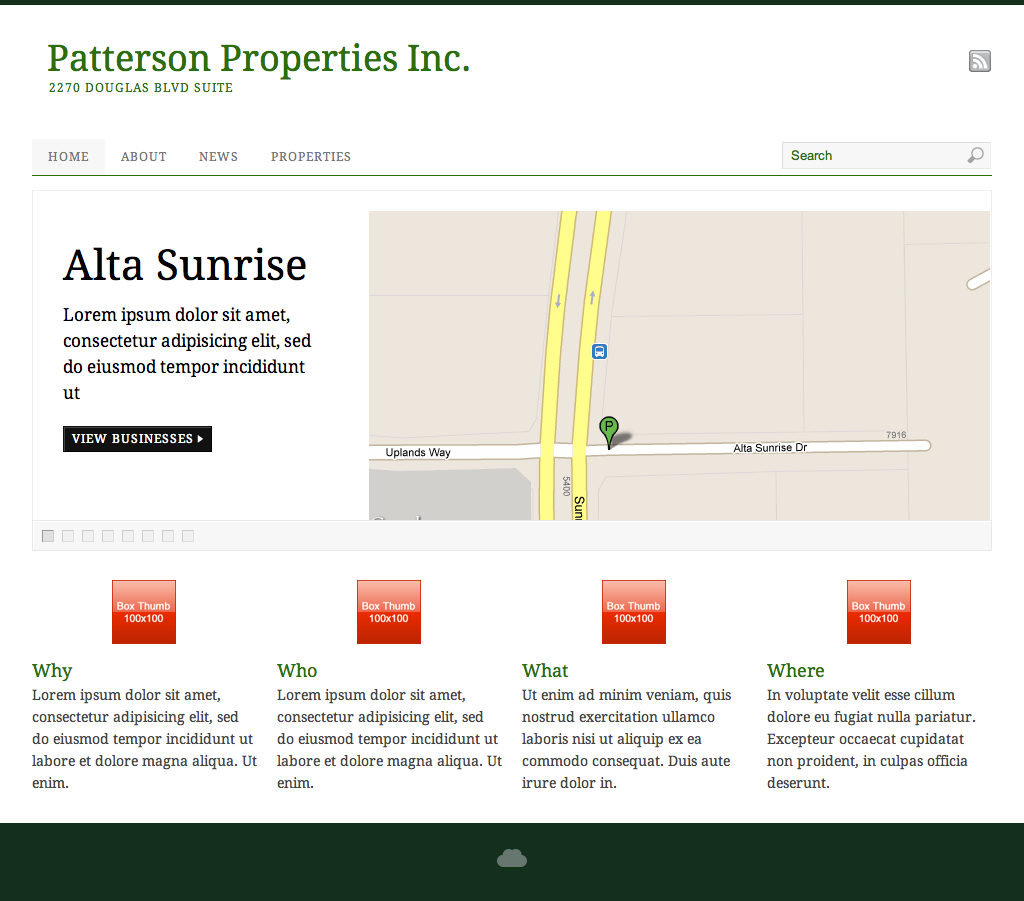 Patterson Properties Inc.
2270 DOUGLAS BLVD SUITE
HOME ABOUT NEWS PROPERTIES
Search
Alta Sunrise
Lorem ipsum dolor sit amet,
consectetur adipisicing elit, sed
do eiusmod tempor incididunt
ut
VIEW BUSINESSES
P
7916
Uplands Way
Alta Sunrise Dr
5400
Box Thumb
100x100
Box Thumb
100x100
Box Thumb
100x100
Box Thumb
100x100
Why
Lorem ipsum dolor sit amet,
consectetur adipisicing elit, sed
do eiusmod tempor incididunt ut
labore et dolore magna aliqua. Ut
enim.
Who
Lorem ipsum dolor sit amet,
consectetur adipisicing elit, sed
do eiusmod tempor incididunt ut
labore et dolore magna aliqua. Ut
enim.
What
Ut enim ad minim veniam, quis
nostrud exercitation ullamco
laboris nisi ut aliquip ex ea
commodo consequat. Duis aute
irure dolor in.
Where
In voluptate velit esse cillum
dolore eu fugiat nulla pariatur.
Excepteur occaecat cupidatat
non proident, in culpas officia
deserunt.